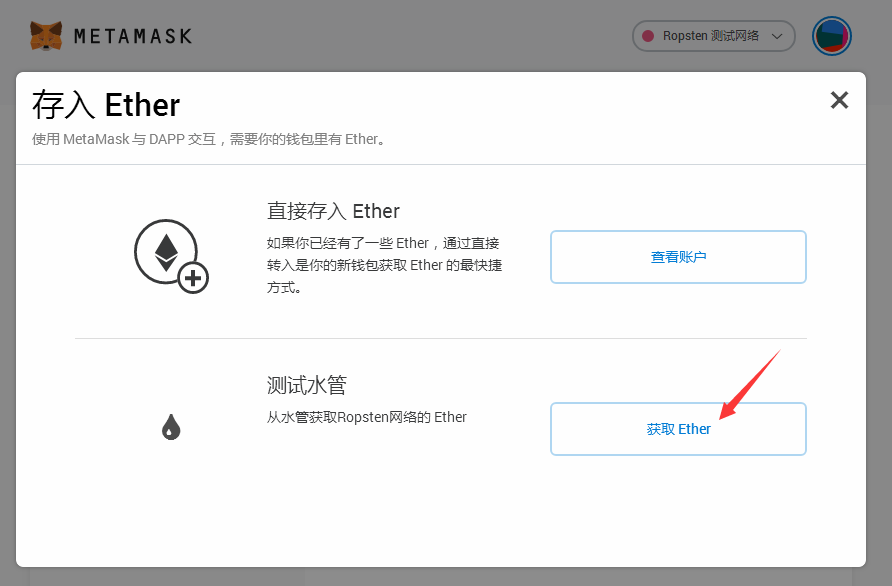 METAMASK
Ropsten 测试网络
存入 Ether
使用 MetaMask 与 DAPP 交互，需要你的钱包里有 Ether。
直接存入 Ether
如果你已经有了一些 Ether，通过直接
转入是你的新钱包获取 Ether 的最快捷
方式。
查看账户
测试水管
从水管获取Ropsten网络的 Ether
获取 Ether